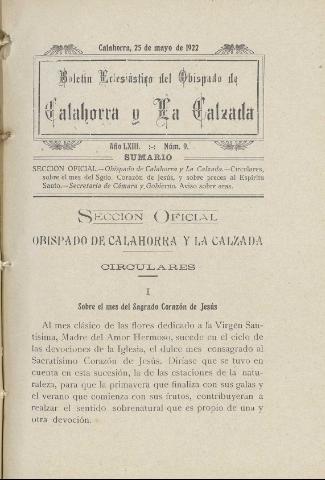 Calahorra, 25 de mayo de 1922
Boletín Eclesiástico del Obispado de
Calahorra y La Calzada
Año LXIII. :-: Núm. 9.
SUMARIO
SECCION OFICIAL.—Obispado de Calahorra y La Calzada.—Circulares,
sobre el mes del Sgdo. Corazón de Jesús, y sobre preces al Espíritu
Santo.—Secretaría de Cámara y Gobierno. Aviso sobre aras.
SECCIÓN OFICIAL
OBISPADO DE CALAHORRA Y LA CALZADA
CIRCULARES
I
Sobre el mes del Sagrado Corazón de Jesús
Al mes clásico de las flores dedicado a la Virgen San-
tísima, Madre del Amor Hermoso, sucede en el ciclo de
las devociones de la Iglesia, el dulce mes consagrado al
Sacratísimo Corazón de Jesús. Diríase que se tuvo en
cuenta en esta sucesión, la de las estaciones de la natu-
raleza, para que la primavera que finaliza con sus galas y
el verano que comienza con sus frutos, contribuyeran a
realzar el sentido sobrenatural que es propio de una y
otra devoción.